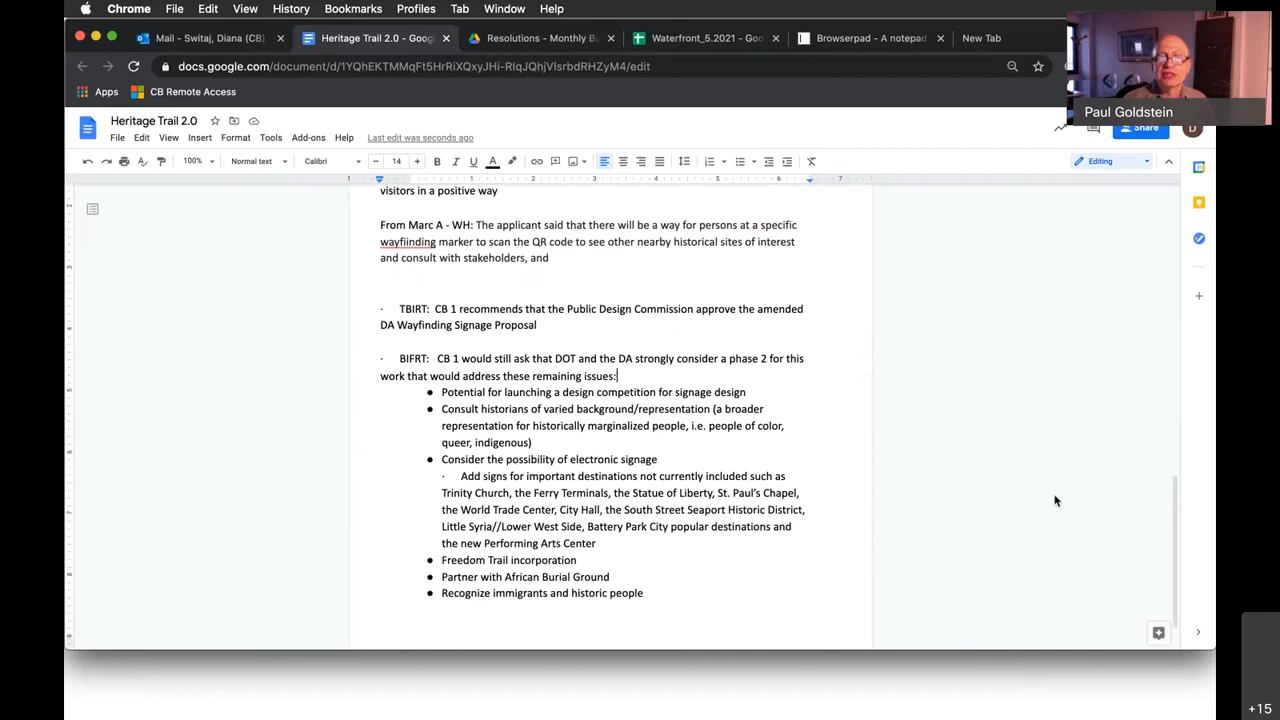 Chrome File Edit View History Bookmarks Profiles Tab Window Help
Mail - Switaj, Diana (CB Heritage Trail 2.0 - Googl Resolutions - Monthly Bu Waterfront_5.2021 - Goo Browserpad - A notepad New Tab
docs.google.com/document/d/1YQhEKTMMqFt5HrRiXQxyJHi-RIqJQhjVlsrbdRHZyM4/edit
Apps CB Remote Access
Paul Goldstein
Heritage Trail 2.0
Share
D
File Edit View Insert Format Tools Add-ons Help Last edit was seconds ago
100% Normal text Calibri 14 B I U A Editing
1 1 2 3 4 5 6 7
visitors in a positive way
From Marc A - WH: The applicant said that there will be a way for persons at a specific
wayfiinding marker to scan the QR code to see other nearby historical sites of interest
and consult with stakeholders, and
· TBIRT: CB 1 recommends that the Public Design Commission approve the amended
DA Wayfinding Signage Proposal
· BIFRT: CB 1 would still ask that DOT and the DA strongly consider a phase 2 for this
work that would address these remaining issues:
● Potential for launching a design competition for signage design
● Consult historians of varied background/representation (a broader
representation for historically marginalized people, i.e. people of color,
queer, indigenous)
● Consider the possibility of electronic signage
· Add signs for important destinations not currently included such as
Trinity Church, the Ferry Terminals, the Statue of Liberty, St. Paul's Chapel,
the World Trade Center, City Hall, the South Street Seaport Historic District,
Little Syria//Lower West Side, Battery Park City popular destinations and
the new Performing Arts Center
● Freedom Trail incorporation
● Partner with African Burial Ground
● Recognize immigrants and historic people
+15